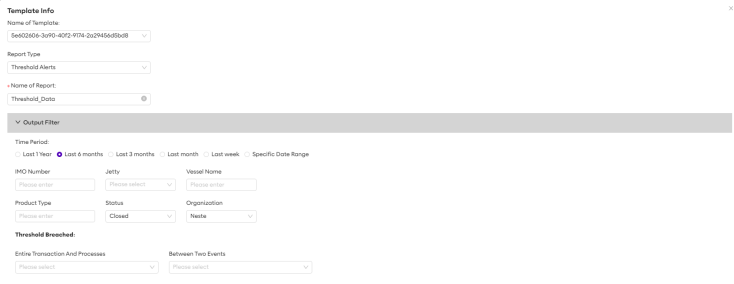 Template Info
Name of Template:
5e602606-3a90-40f2-9174-2a29456d5bd8
Report Type
Threshold Alerts
* Name of Report:
Threshold_Data
Output Filter
Time Period:
Last 1 Year Last 6 months Last 3 months Last month Last week Specific Date Range
IMO Number Jetty Vessel Name
Please enter Please select Please enter
Product Type Status Organization
Please enter Closed Neste
Threshold Breached:
Entire Transaction And Processes Between Two Events
Please select Please select